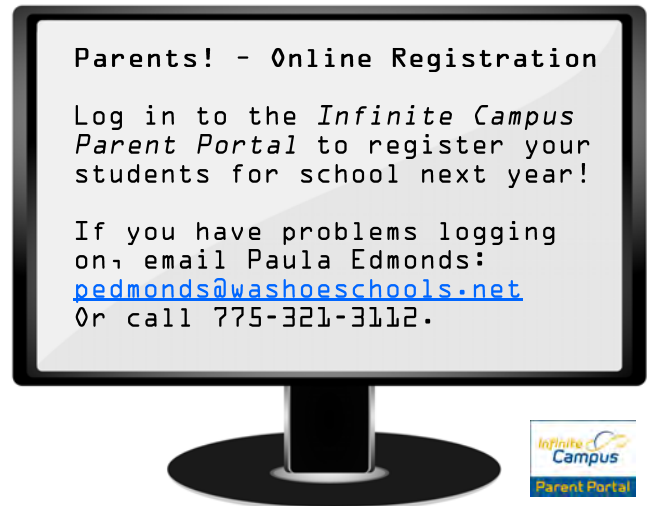 Parents! - Online Registration
Log in to the Infinite Campus
Parent Portal to register your
students for school next year!
If you have problems logging
on, email Paula Edmonds:
pedmonds@washoeschools.net
Or call 775-321-3112.
Infinite
Campus
Parent Portal